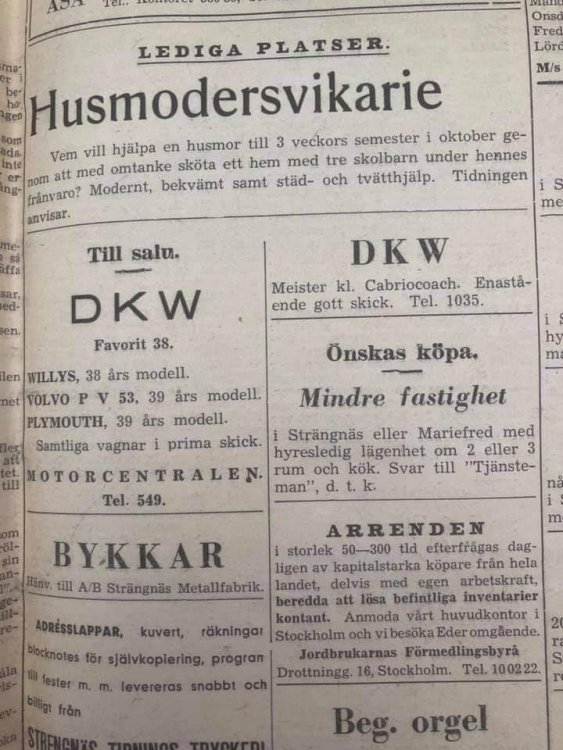 LEDIGA PLATSER.
Husmodersvikarie
Vem vill hjälpa en husmor till 3 veckors semester i oktober ge-
nom att med omtanke sköta ett hem med tre skolbarn under hennes
frånvaro? Modernt, bekvämt samt städ- och tvätthjälp. Tidningen
anvisar.
Till salu.
DKW
Favorit 38.
WILLYS, 38 års modell.
VOLVO P V 53, 39 års modell.
PLYMOUTH, 39 års modell.
Samtliga vagnar i prima skick.
MOTORCENTRALEN.
Tel. 549.
BYKKAR
Hänv. till A/B Strängnäs Metallfabrik.
ADRESSLAPPAR, kuvert, räkningar
blocknotes för självkopiering, program
till fester m. m. levereras snabbt och
billigt från
STRENGNÄS TIDNINGS TRYCKERI
DKW
Meister kl. Cabriocoach. Enastå-
ende gott skick. Tel. 1035.
Önskas köpa.
Mindre fastighet
i Strängnäs eller Mariefred med
hyresledig lägenhet om 2 eller 3
rum och kök. Svar till "Tjänste-
man", d. t. k.
ARRENDEN
i storlek 50—300 tld efterfrågas dag-
ligen av kapitalstarka köpare från hela
landet, delvis med egen arbetskraft,
beredda att lösa befintliga inventarier
kontant. Anmoda vårt huvudkontor i
Stockholm och vi besöka Eder omgående.
Jordbrukarnas Förmedlingsbyrå
Drottningg. 16, Stockholm. Tel. 100222.
Beg. orgel